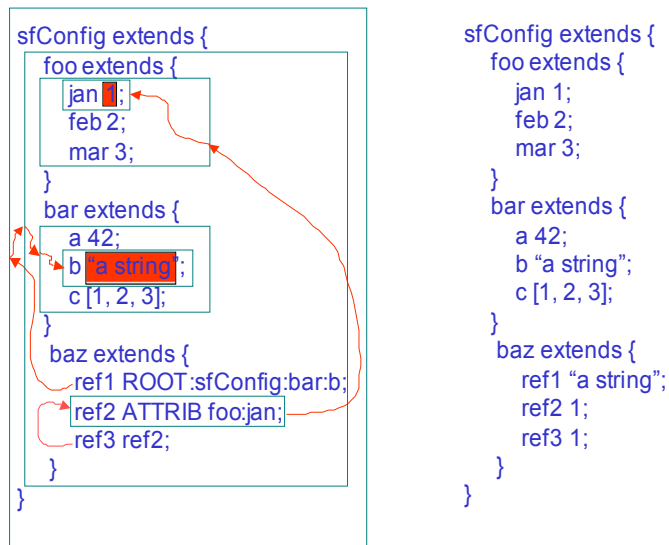 sfConfig extends {
foo extends {
jan 1;
feb 2;
mar 3;
}
bar extends {
a 42;
b “a string”;
c [1, 2, 3];
}
baz extends {
ref1 ROOT:sfConfig:bar:b;
ref2 ATTRIB foo:jan;
ref3 ref2;
}
}
sfConfig extends {
foo extends {
jan 1;
feb 2;
mar 3;
}
bar extends {
a 42;
b “a string”;
c [1, 2, 3];
}
baz extends {
ref1 “a string”;
ref2 1;
ref3 1;
}
}